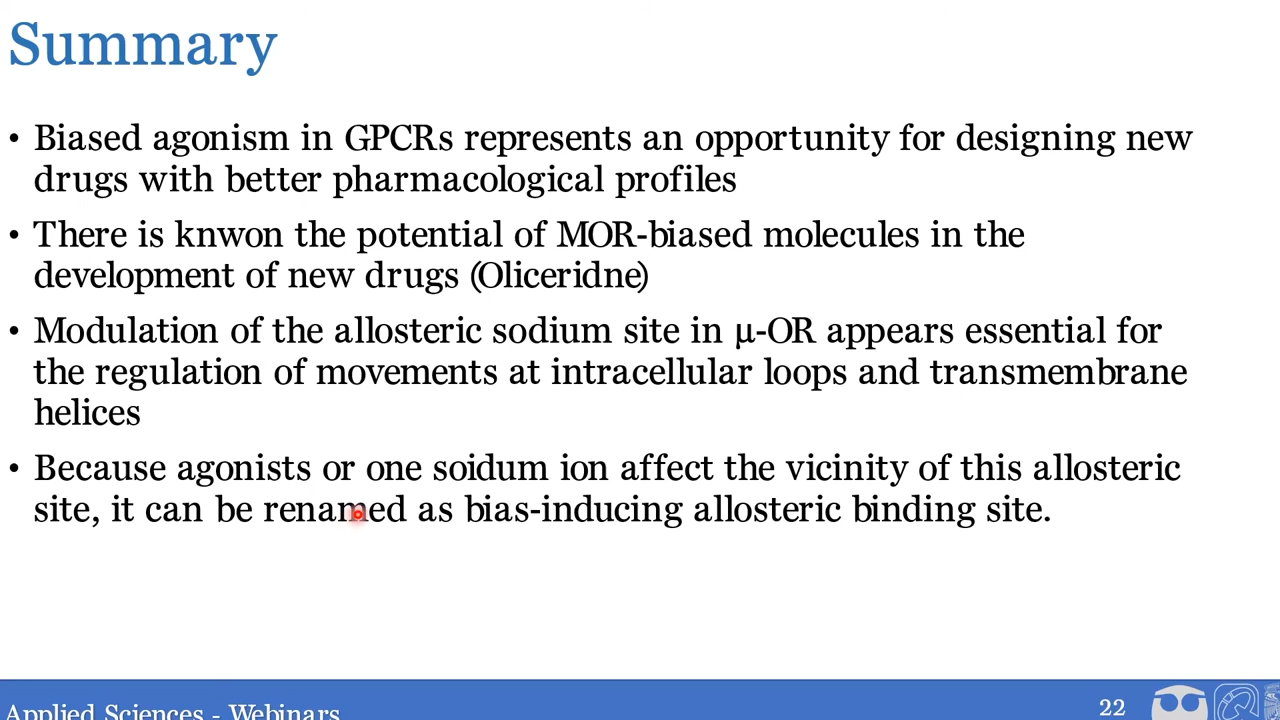 Summary
• Biased agonism in GPCRs represents an opportunity for designing new
drugs with better pharmacological profiles
• There is knwon the potential of MOR-biased molecules in the
development of new drugs (Oliceridne)
• Modulation of the allosteric sodium site in µ-OR appears essential for
the regulation of movements at intracellular loops and transmembrane
helices
• Because agonists or one soidum ion affect the vicinity of this allosteric
site, it can be renamed as bias-inducing allosteric binding site.
Applied Sciences - Webinars
22